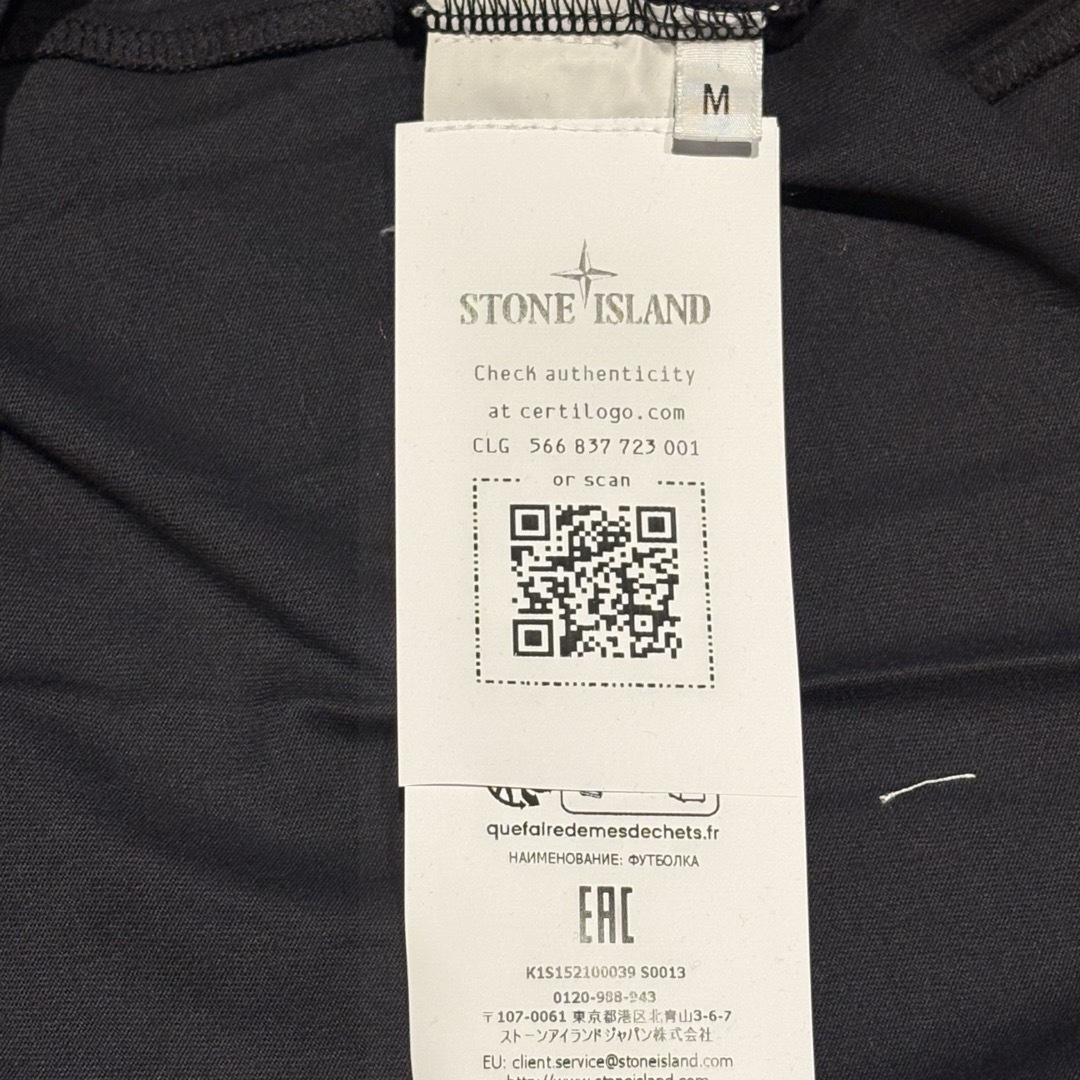 M
STONE ISLAND
Check authenticity
at certilogo.com
CLG 566 837 723 001
or scan
quefairedemesdechets.fr
НАИМЕНОВАНИЕ: ФУТБОЛКА
EAC
K1S152100039 S0013
0120-988-943
〒107-0061 東京都港区北青山3-6-7
ストーンアイランドジャパン株式会社
EU: client.service@stoneisland.com